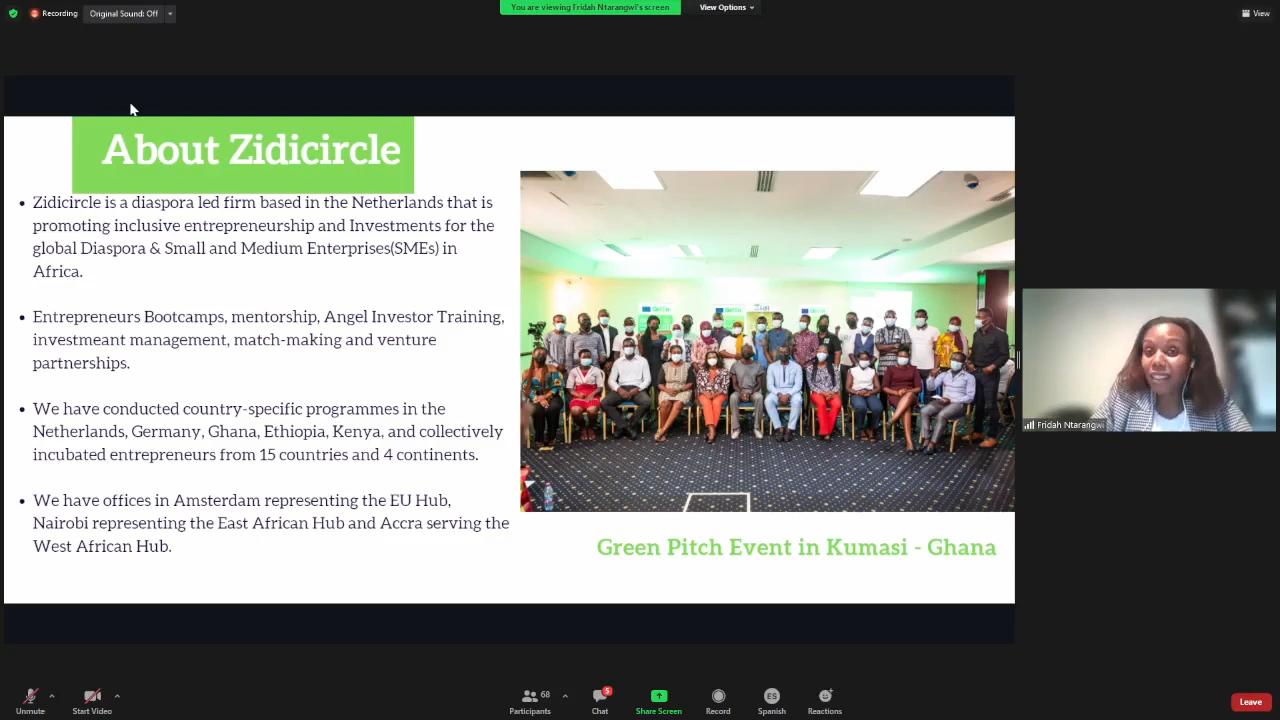 Recording
Original Sound: Off
You are viewing Fridah Ntarangwi's screen
View Options
View
About Zidicircle
• Zidicircle is a diaspora led firm based in the Netherlands that is
promoting inclusive entrepreneurship and Investments for the
global Diaspora & Small and Medium Enterprises(SMEs) in
Africa.
• Entrepreneurs Bootcamps, mentorship, Angel Investor Training,
investmeant management, match-making and venture
partnerships.
• We have conducted country-specific programmes in the
Netherlands, Germany, Ghana, Ethiopia, Kenya, and collectively
incubated entrepreneurs from 15 countries and 4 continents.
• We have offices in Amsterdam representing the EU Hub,
Nairobi representing the East African Hub and Accra serving the
West African Hub.
Green Pitch Event in Kumasi - Ghana
Fridah Ntarangwi
Unmute
Start Video
68
Participants
5
Chat
Share Screen
Record
ES
Spanish
Reactions
Leave